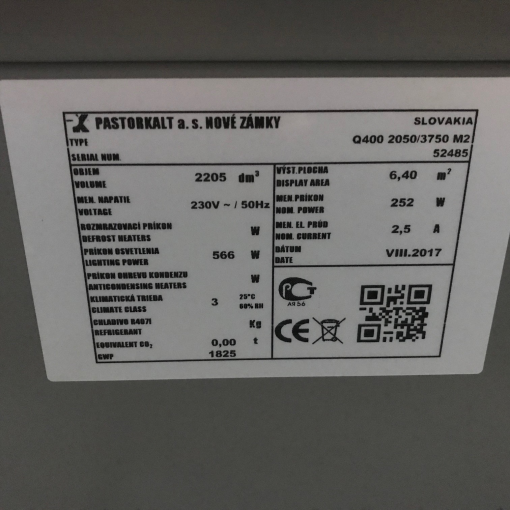 PASTORKALT a. s. NOVÉ ZÁMKY SLOVAKIA
TYPE Q400 2050/3750 M2
SERIAL NUM. 52485
OBJEM
VOLUME 2205 dm³
MEN. NAPATIE
VOLTAGE 230V ~ / 50Hz
ROZMRAZOVACÍ PRÍKON
DEFROST HEATERS W
PRÍKON OSVETLENIA
LIGHTING POWER 566 W
PRÍKON OHREVU KONDENZU
ANTICONDENSING HEATERS W
KLIMATICKÁ TRIEDA
CLIMATE CLASS 3 25°C 60% RH
CHLADIVO R407f
REFRIGERANT Kg
EQUIVALENT CO₂ 0,00 t
GWP 1825
VÝST. PLOCHA
DISPLAY AREA 6,40 m²
MEN. PRÍKON
NOM. POWER 252 W
MEN. EL. PRÚD
NOM. CURRENT 2,5 A
DÁTUM
DATE VIII.2017
РСТ
CE